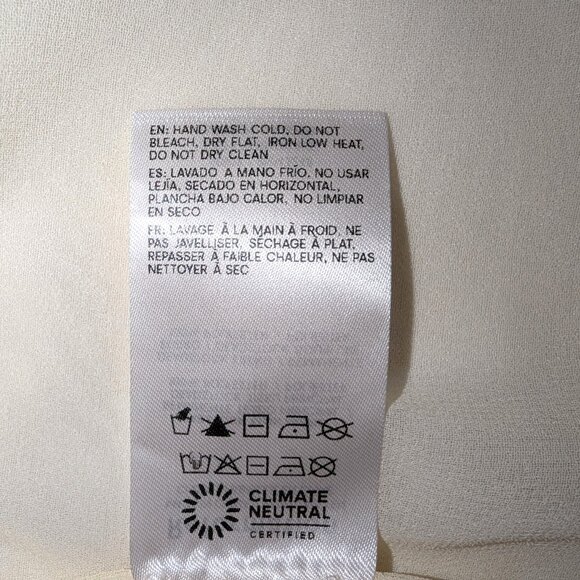 EN: HAND WASH COLD, DO NOT
BLEACH, DRY FLAT, IRON LOW HEAT,
DO NOT DRY CLEAN
ES: LAVADO A MANO FRÍO, NO USAR
LEJÍA, SECADO EN HORIZONTAL,
PLANCHA BAJO CALOR, NO LIMPIAR
EN SECO
FR: LAVAGE À LA MAIN À FROID, NE
PAS JAVELLISER, SÉCHAGE À PLAT,
REPASSER À FAIBLE CHALEUR, NE PAS
NETTOYER À SEC
CLIMATE
NEUTRAL
CERTIFIED